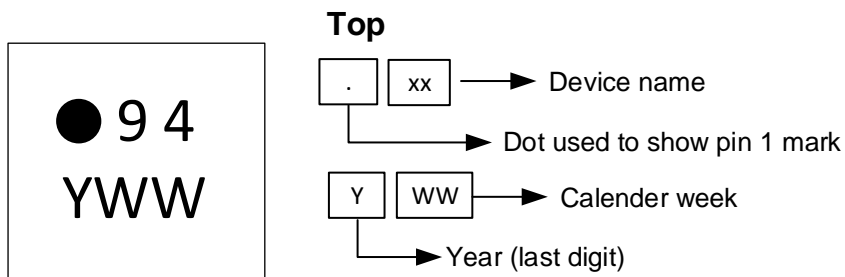 Top
. xx Device name
94
Dot used to show pin 1 mark
YWW
Y WW Calender week
Year (last digit)